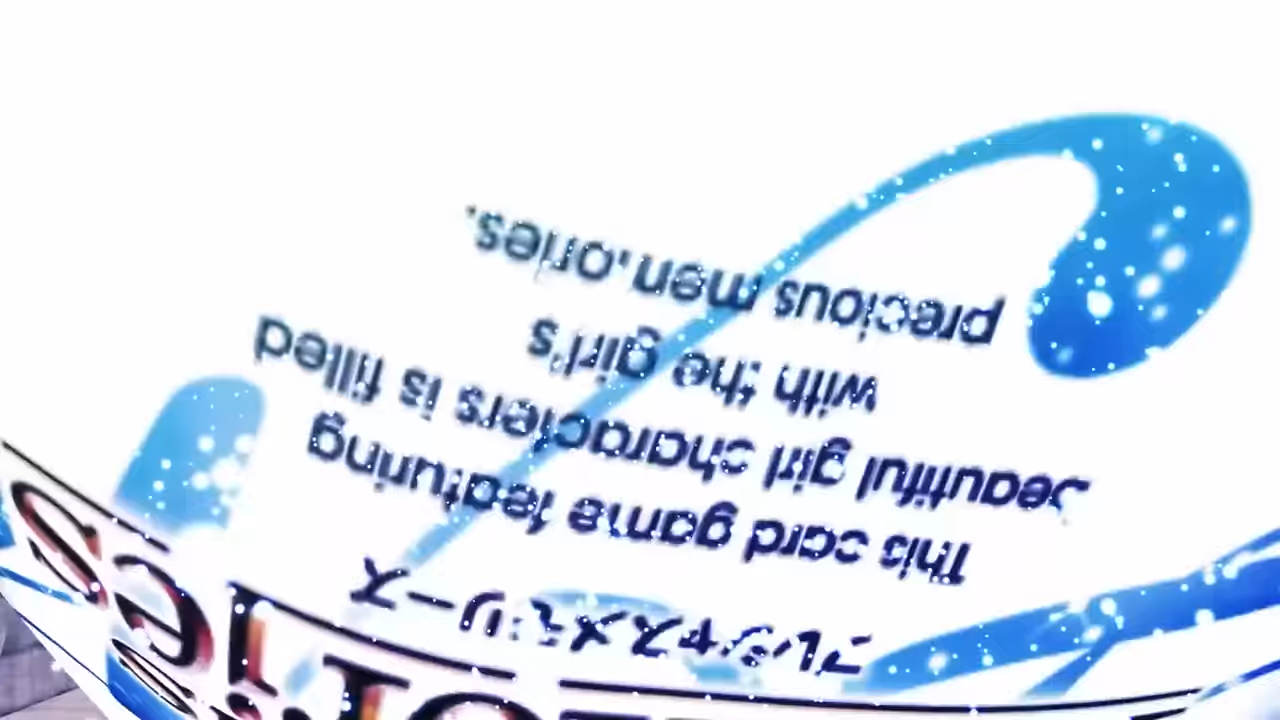 ories
プレシャスメモリーズ
This card game featuring
beautiful girl characters is filled
with the girl's
precious memories.